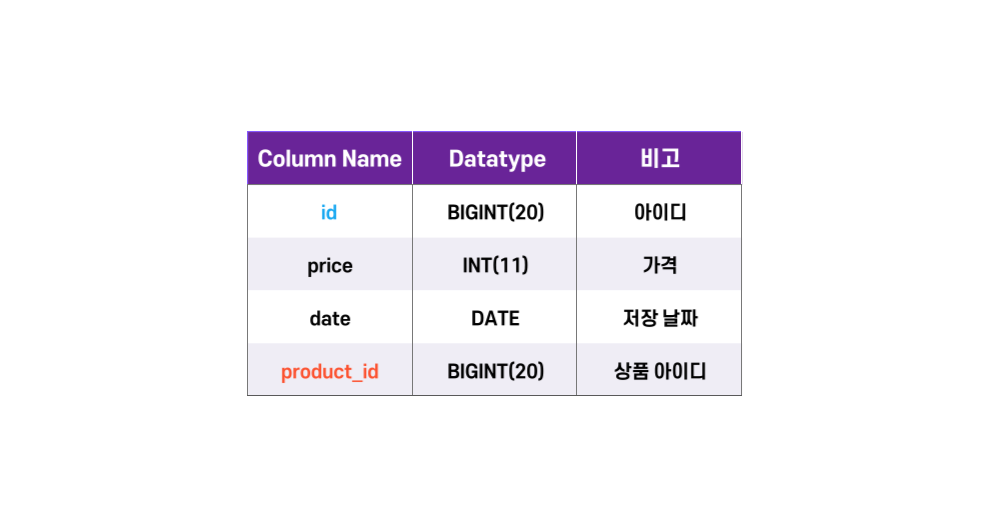 Column Name Datatype 비고
id BIGINT(20) 아이디
price INT(11) 가격
date DATE 저장 날짜
product_id BIGINT(20) 상품 아이디